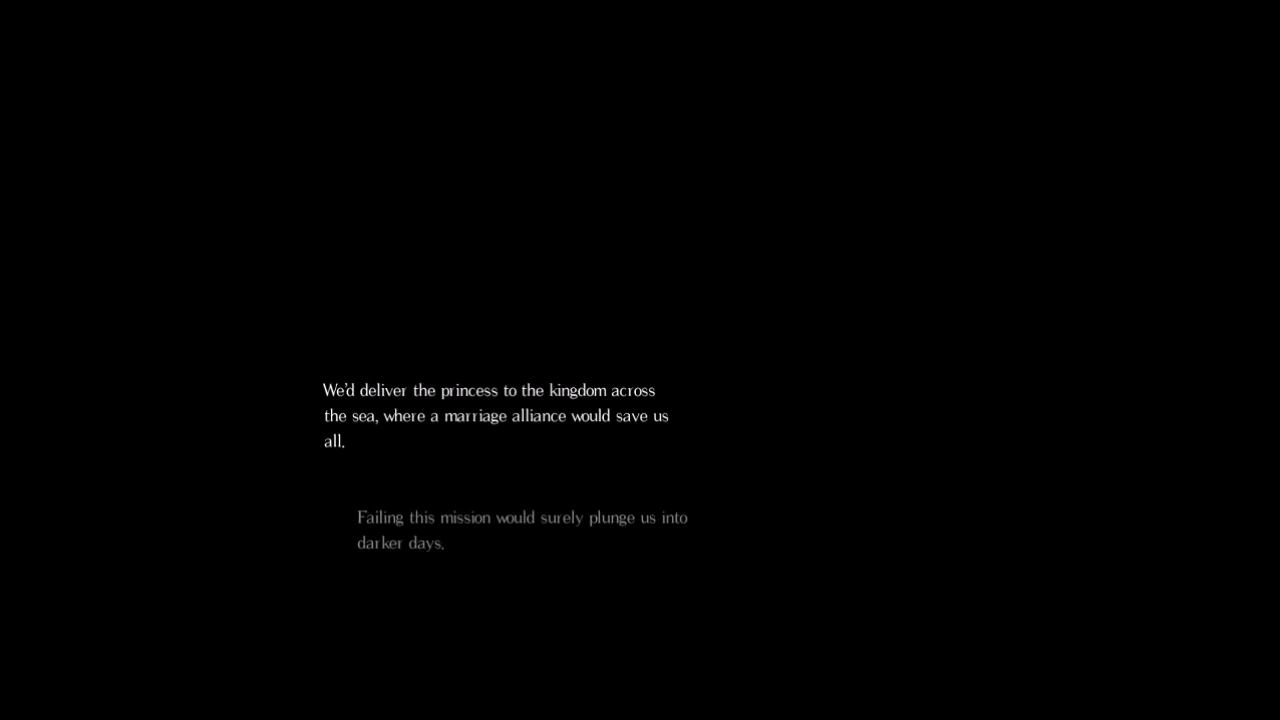 We'd deliver the princess to the kingdom across
the sea, where a marriage alliance would save us
all.
Failing this mission would surely plunge us into
darker days.